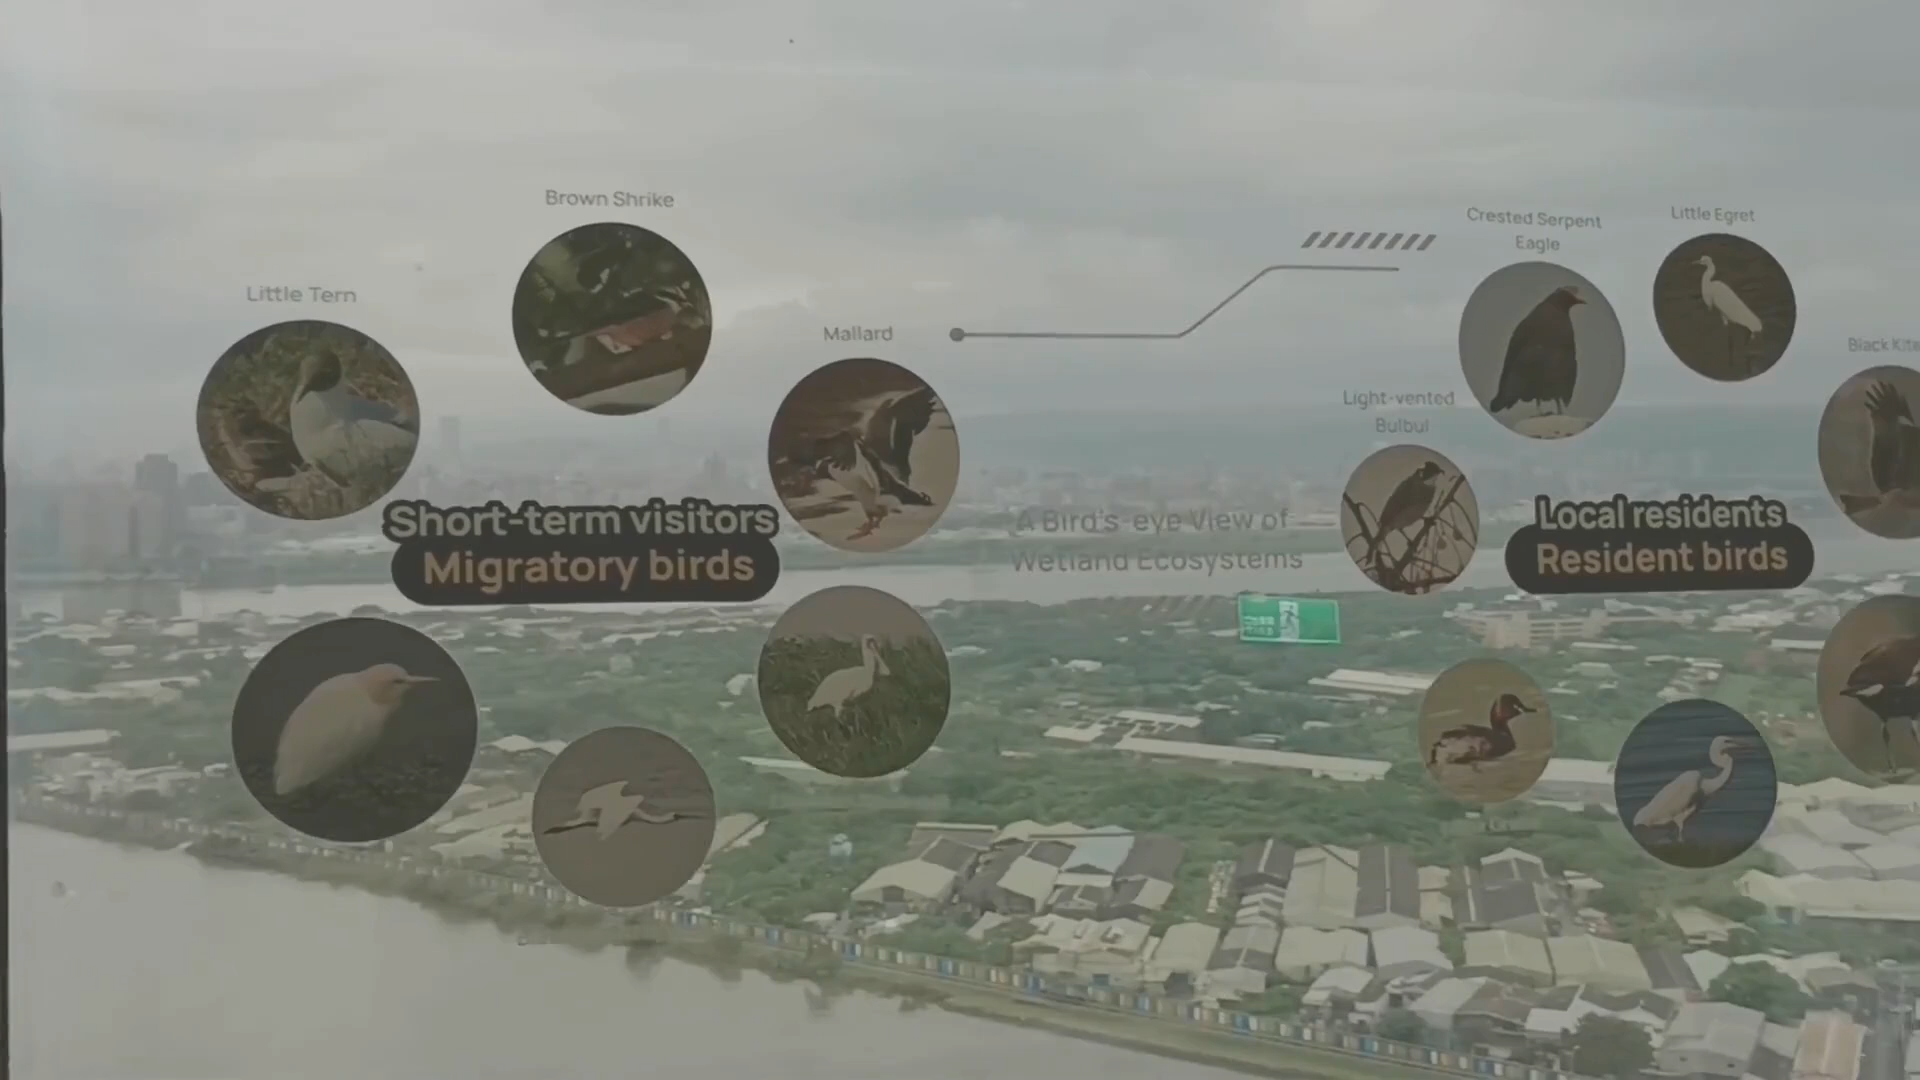 Brown Shrike
Little Tern
Mallard
Short-term visitors
Migratory birds
A Bird's-eye View of
Wetland Ecosystems
Crested Serpent
Eagle
Little Egret
Black Kite
Light-vented
Bulbul
Local residents
Resident birds